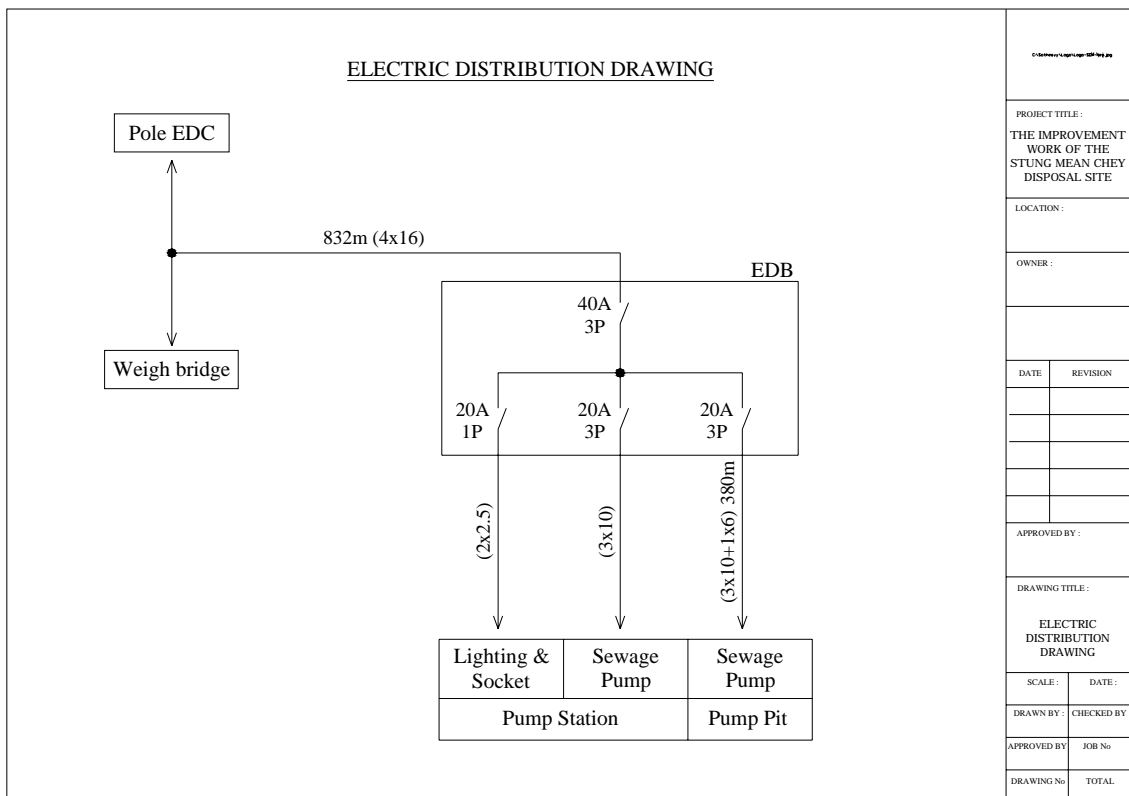 ELECTRIC DISTRIBUTION DRAWING
Pole EDC
832m (4x16)
Weigh bridge
EDB
40A
3P
20A
1P
20A
3P
20A
3P
(2x2.5)
(3x10)
(3x10+1x6) 380m
Lighting &
Socket
Sewage
Pump
Sewage
Pump
Pump Station
Pump Pit
PROJECT TITLE :
THE IMPROVEMENT
WORK OF THE
STUNG MEAN CHEY
DISPOSAL SITE
LOCATION :
OWNER :
DATE
REVISION
APPROVED BY :
DRAWING TITLE :
ELECTRIC
DISTRIBUTION
DRAWING
SCALE :
DATE :
DRAWN BY :
CHECKED BY
APPROVED BY
JOB No
DRAWING No
TOTAL